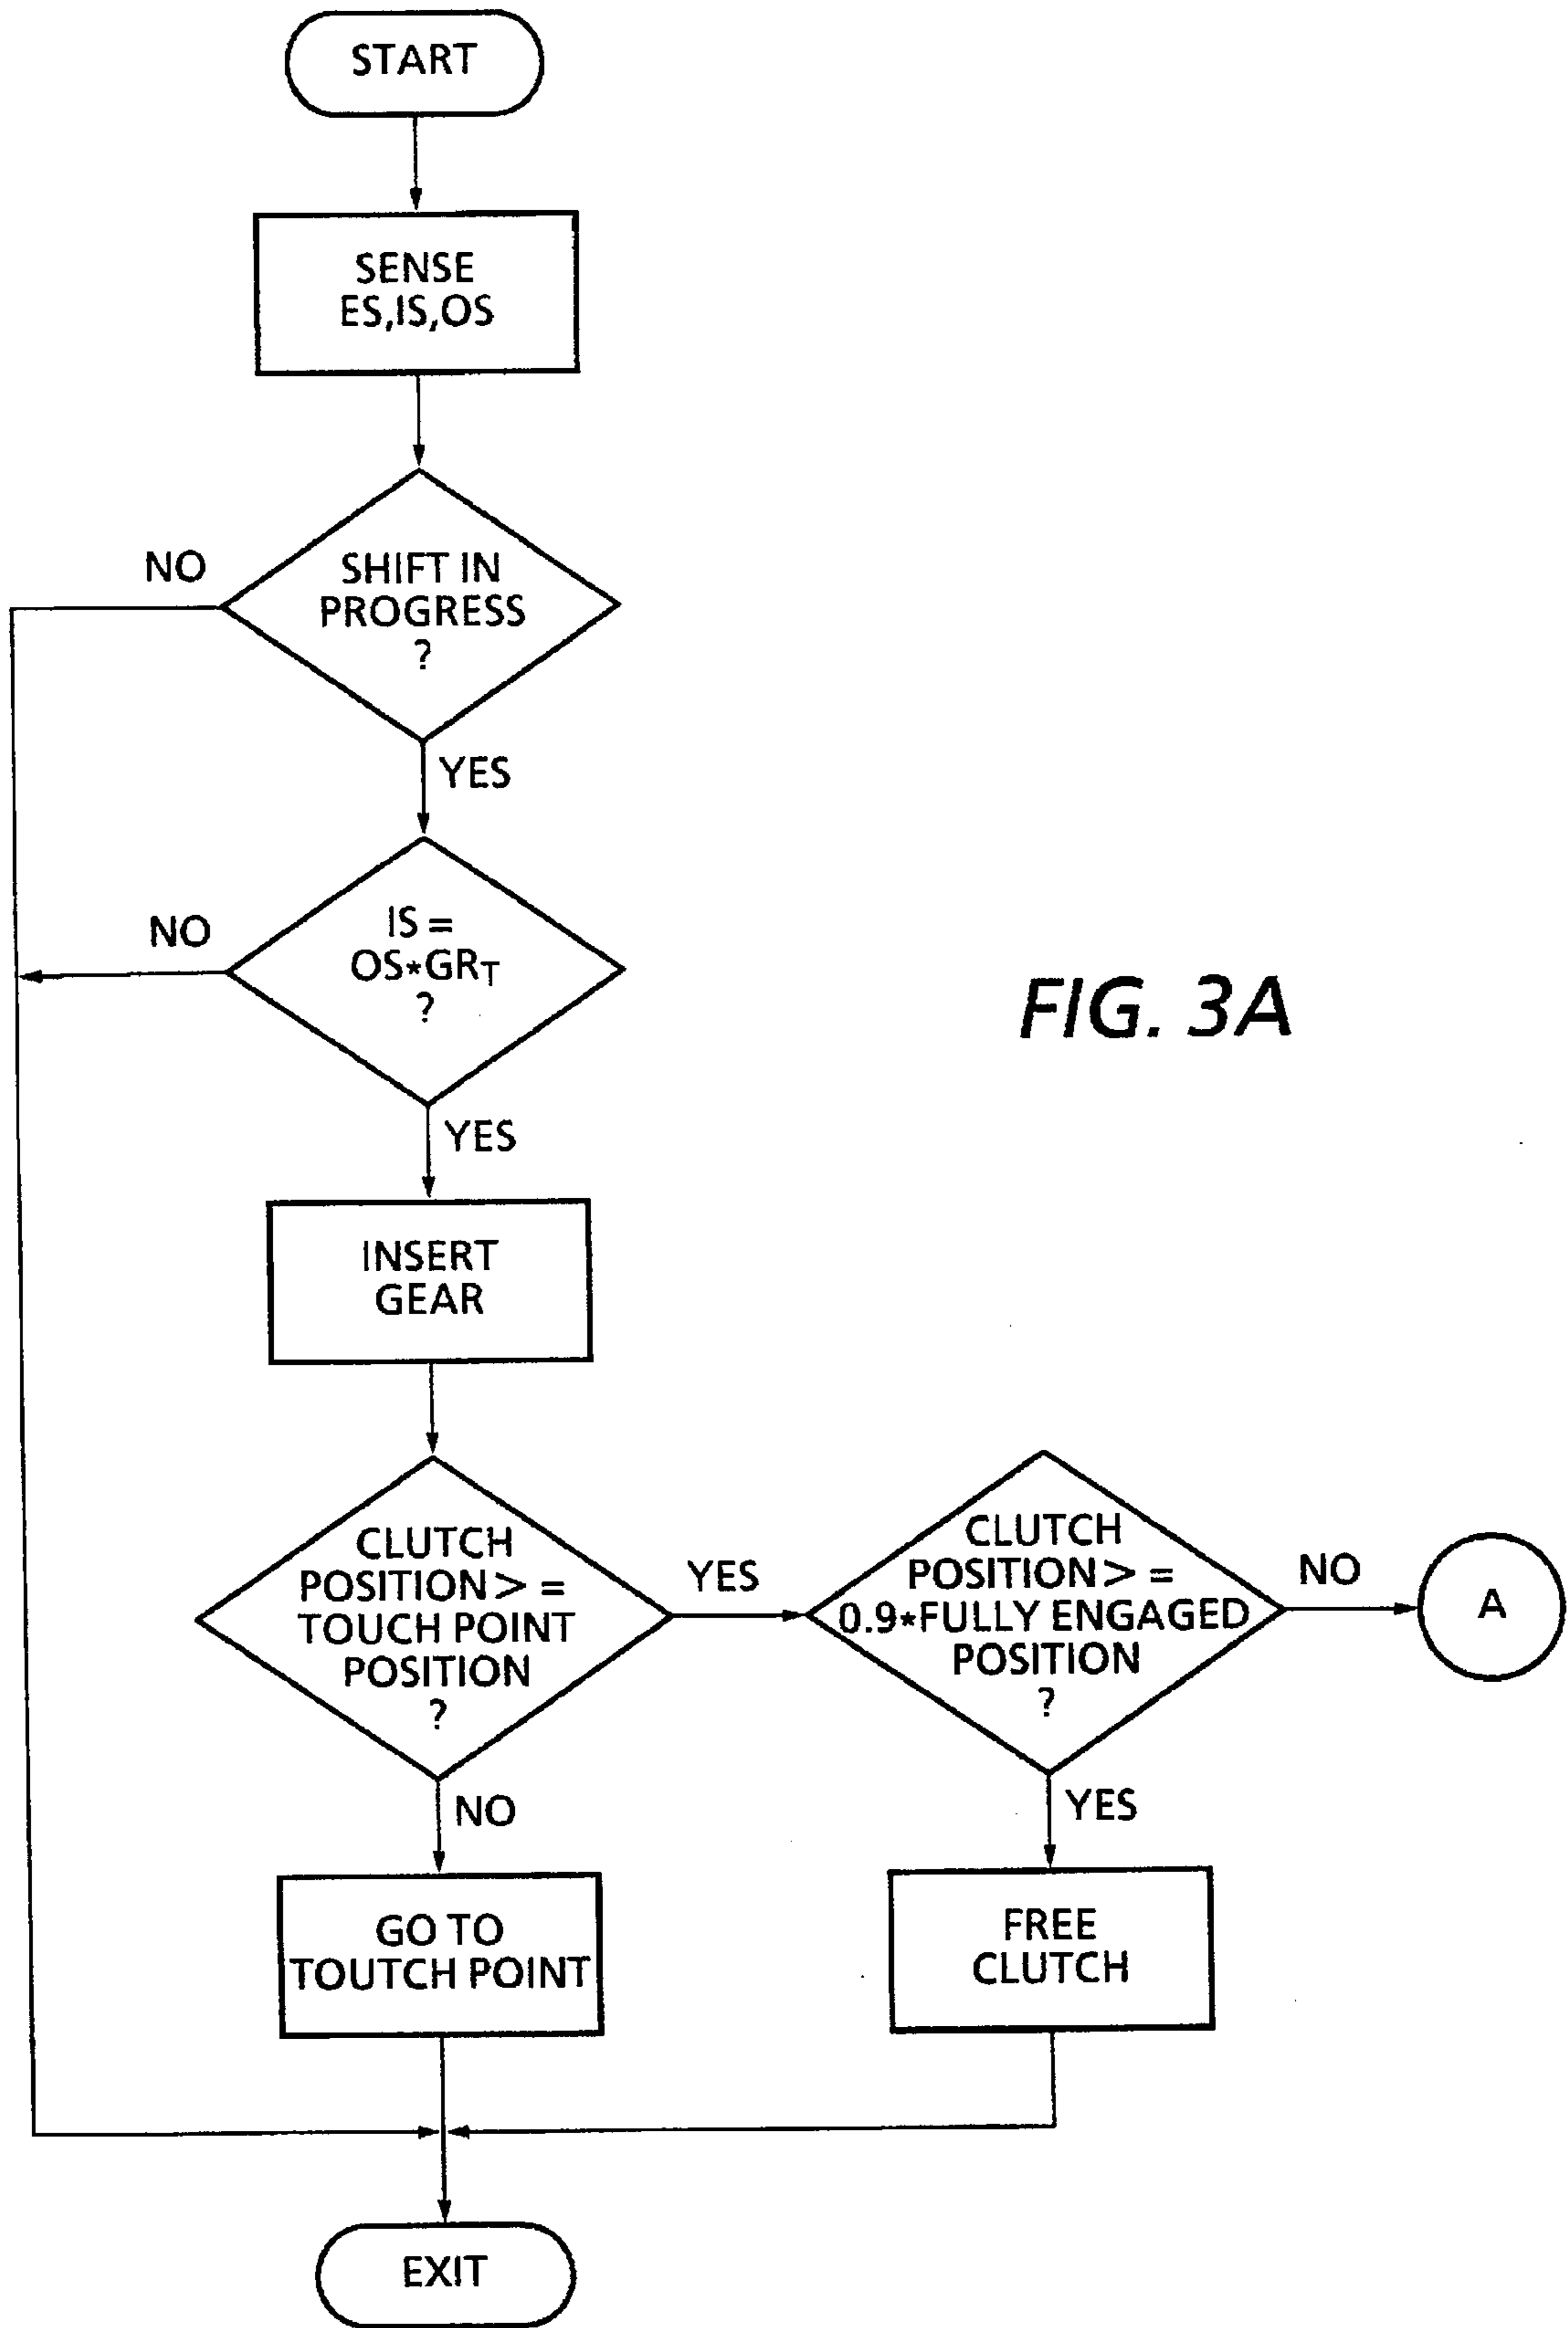 START
SENSE
ES,IS,OS
NO
SHIFT IN
PROGRESS
?
YES
NO
IS =
OS*GRT
?
FIG. 3A
YES
INSERT
GEAR
CLUTCH
POSITION > =
TOUCH POINT
POSITION
?
YES
CLUTCH
POSITION > =
0.9*FULLY ENGAGED
POSITION
?
NO
A
NO
YES
GO TO
TOUTCH POINT
FREE
CLUTCH
EXIT